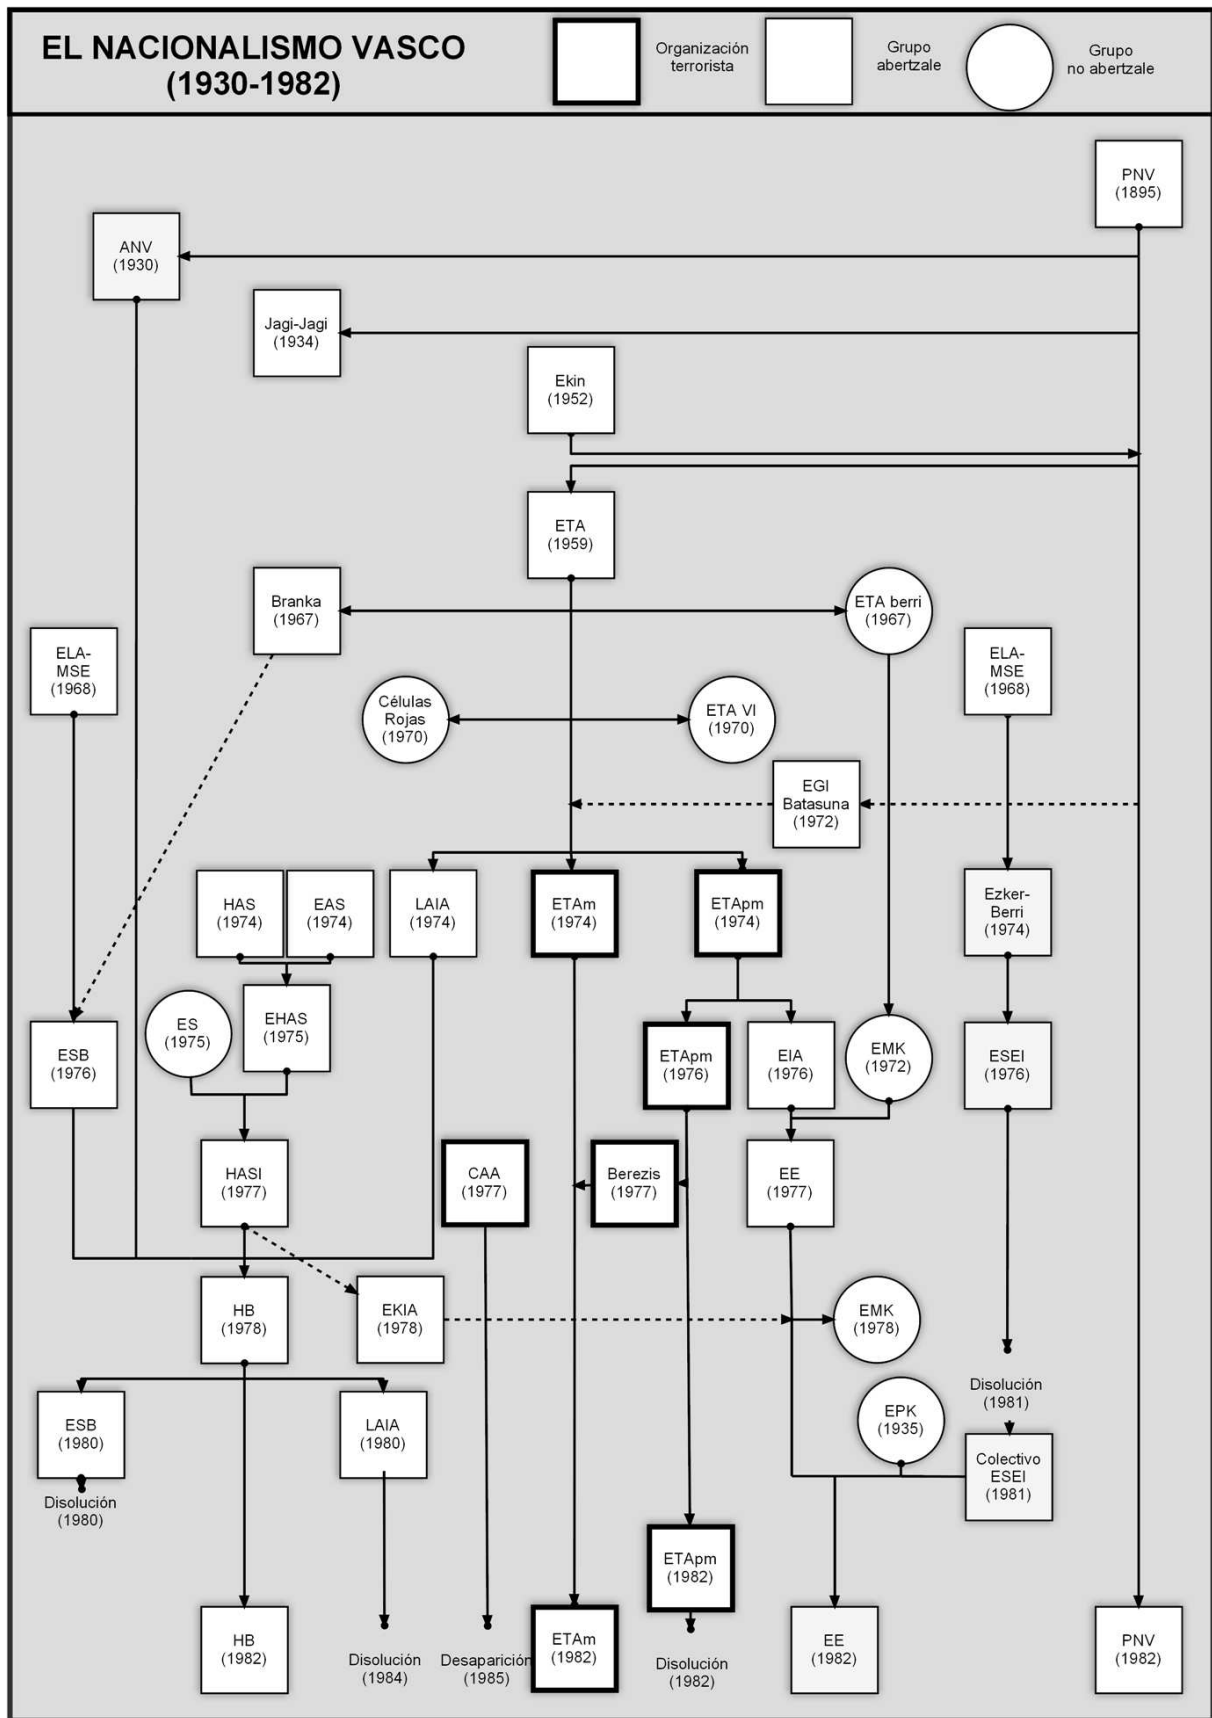 EL NACIONALISMO VASCO
(1930-1982)
Organización
terrorista
Grupo
abertzale
Grupo
no abertzale
PNV
(1895)
ANV
(1930)
Jagi-Jagi
(1934)
Ekin
(1952)
ETA
(1959)
Branka
(1967)
ETA berri
(1967)
ELA-
MSE
(1968)
ELA-
MSE
(1968)
Células
Rojas
(1970)
ETA VI
(1970)
EGI
Batasuna
(1972)
HAS
(1974)
EAS
(1974)
LAIA
(1974)
ETAm
(1974)
ETApm
(1974)
Ezker-
Berri
(1974)
ESB
(1976)
ES
(1975)
EHAS
(1975)
ETApm
(1976)
EIA
(1976)
EMK
(1972)
ESEI
(1976)
HASI
(1977)
CAA
(1977)
Berezis
(1977)
EE
(1977)
HB
(1978)
EKIA
(1978)
EMK
(1978)
Disolución
(1981)
ESB
(1980)
LAIA
(1980)
EPK
(1935)
Colectivo
ESEI
(1981)
Disolución
(1980)
ETApm
(1982)
HB
(1982)
Disolución
(1984)
Desaparición
(1985)
ETAm
(1982)
Disolución
(1982)
EE
(1982)
PNV
(1982)